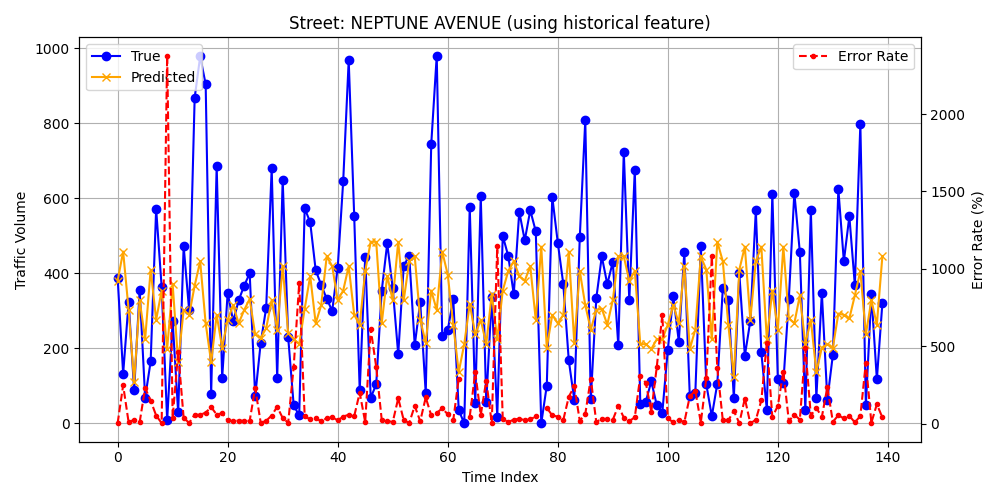 Street: NEPTUNE AVENUE (using historical feature)
True
Predicted
Error Rate
Traffic Volume
1000
800
600
400
200
0
2000
1500
1000
500
0
Error Rate (%)
0 20 40 60 80 100 120 140
Time Index